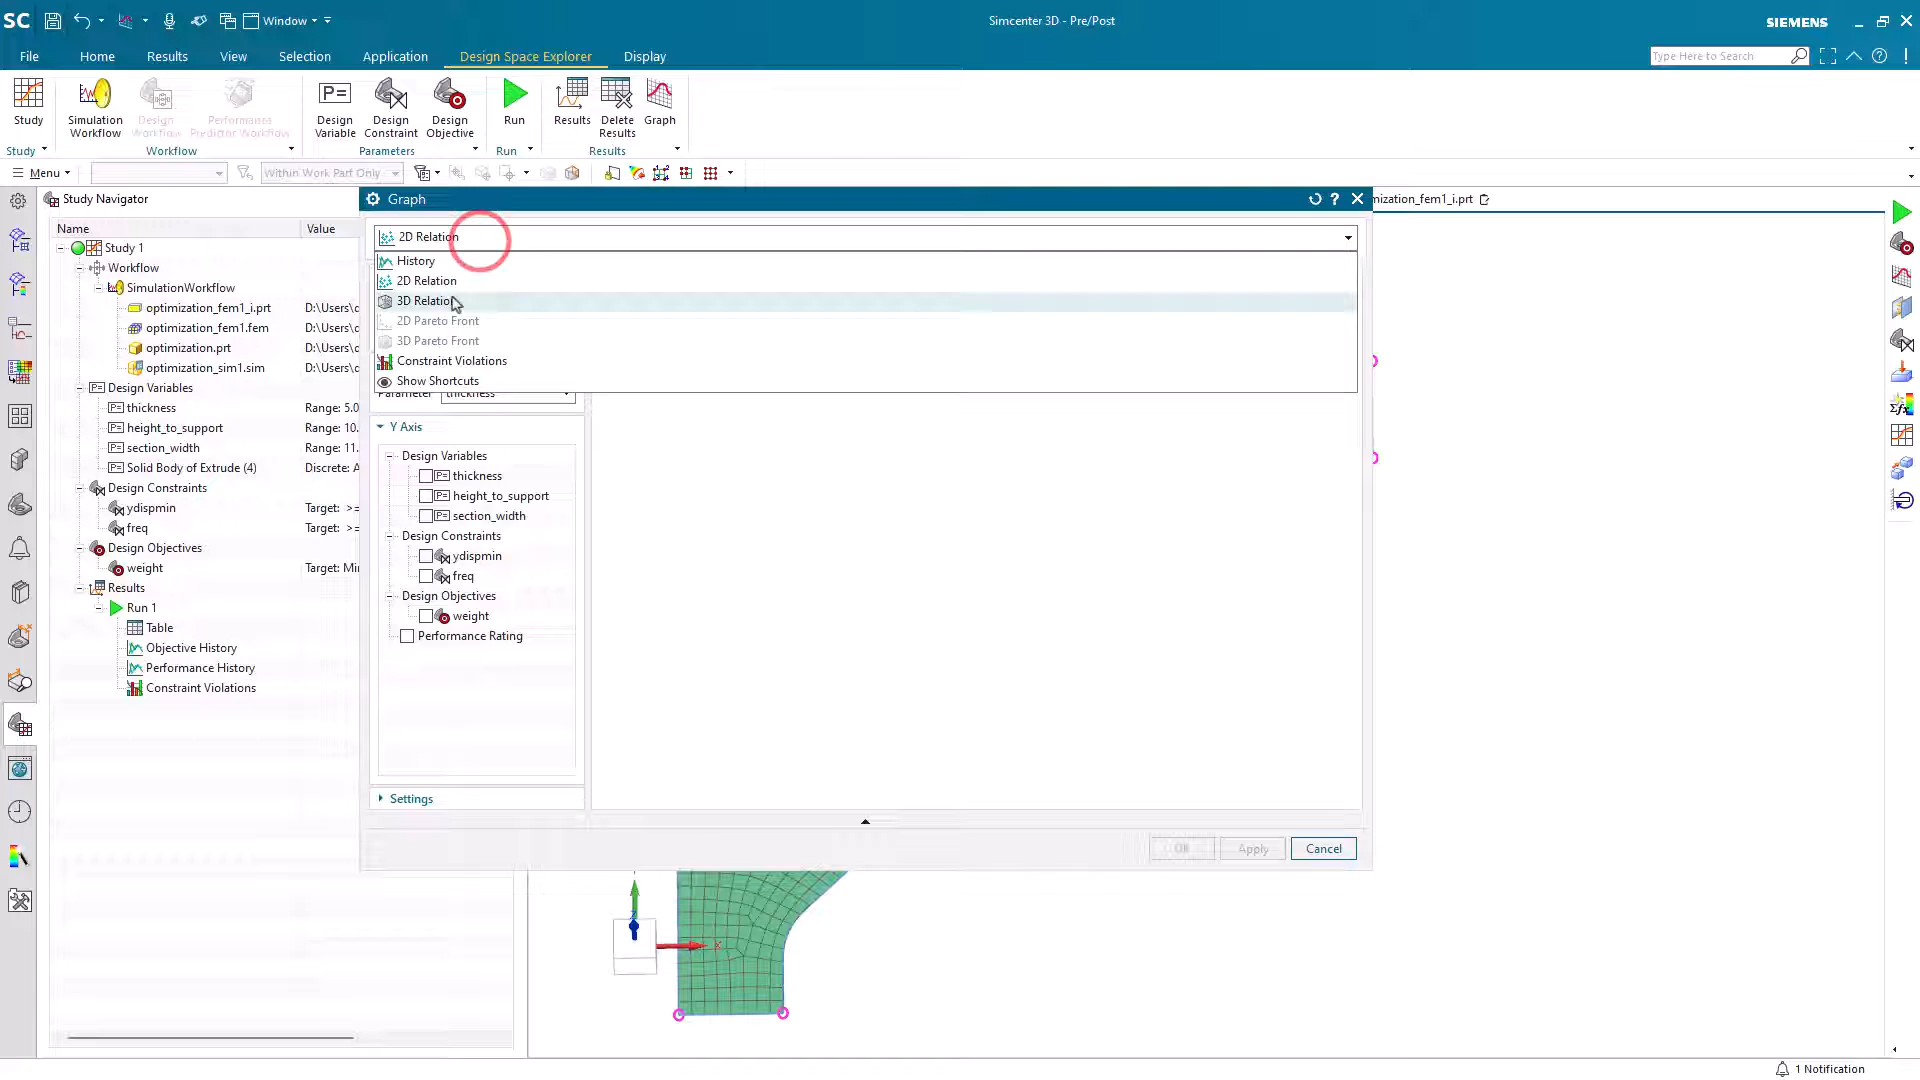 SC
Window
Simcenter 3D - Pre/Post
SIEMENS
File
Home
Results
View
Selection
Application
Design Space Explorer
Display
Type Here to Search
Study
Simulation
Workflow
Design
Workflow
Performance
Predictor Workflow
P=
Design
Variable
Design
Constraint
Design
Objective
Run
Results
Delete
Results
Graph
Study
Workflow
Parameters
Run
Results
Menu
Within Work Part Only
Study Navigator
Graph
mization_fem1_i.prt
Name
Value
Study 1
Workflow
SimulationWorkflow
optimization_fem1_i.prt
D:\Users\c
optimization_fem1.fem
D:\Users\c
optimization.prt
D:\Users\c
optimization_sim1.sim
D:\Users\c
Design Variables
thickness
Range: 5.0
height_to_support
Range: 10.
section_width
Range: 11.
Solid Body of Extrude (4)
Discrete: A
Design Constraints
ydispmin
Target: >=
freq
Target: >=
Design Objectives
weight
Target: Mi
Results
Run 1
Table
Objective History
Performance History
Constraint Violations
2D Relation
History
2D Relation
3D Relation
2D Pareto Front
3D Pareto Front
Constraint Violations
Show Shortcuts
Parameter
thickness
Y Axis
Design Variables
thickness
height_to_support
section_width
Design Constraints
ydispmin
freq
Design Objectives
weight
Performance Rating
Settings
OK
Apply
Cancel
Z
X
1 Notification